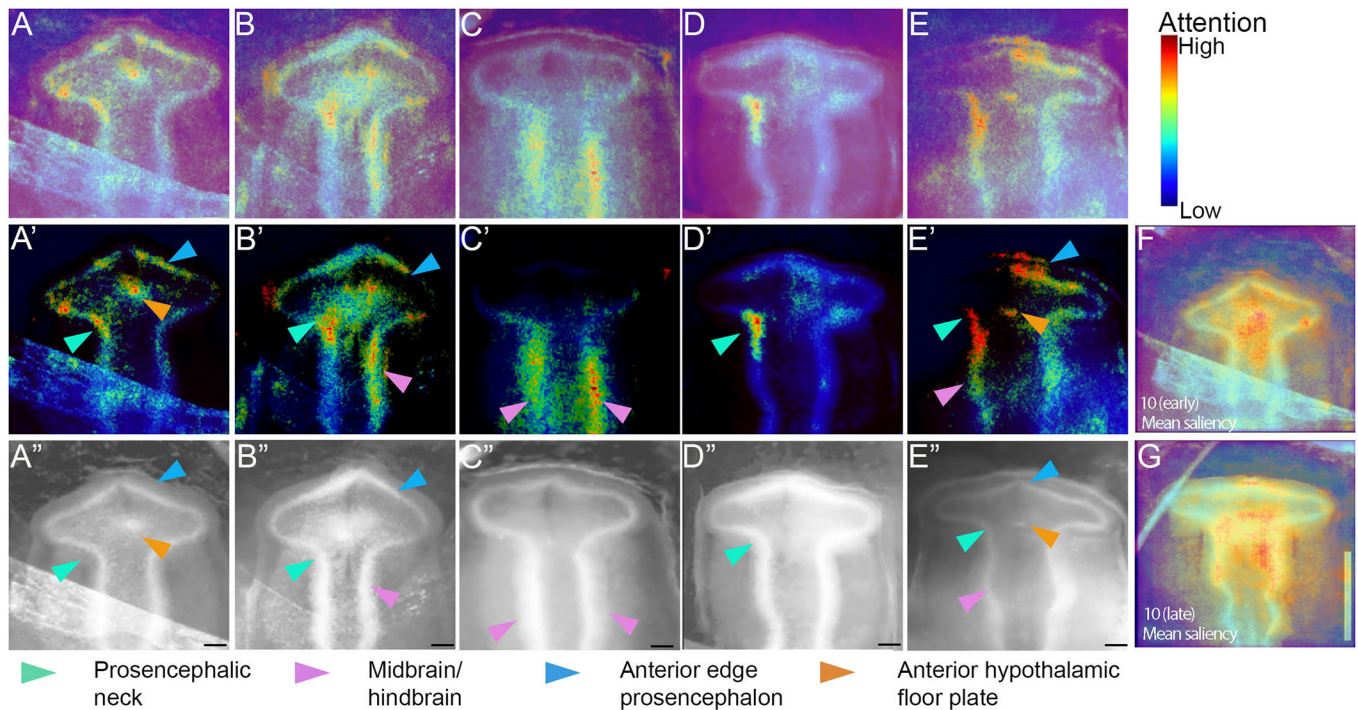 A B C D E Attention
High
Low
A’ B’ C’ D’ E’ F
10 (early)
Mean saliency
A” B” C” D” E” G
10 (late)
Mean saliency
Prosencephalic
neck
Midbrain/
hindbrain
Anterior edge
prosencephalon
Anterior hypothalamic
floor plate